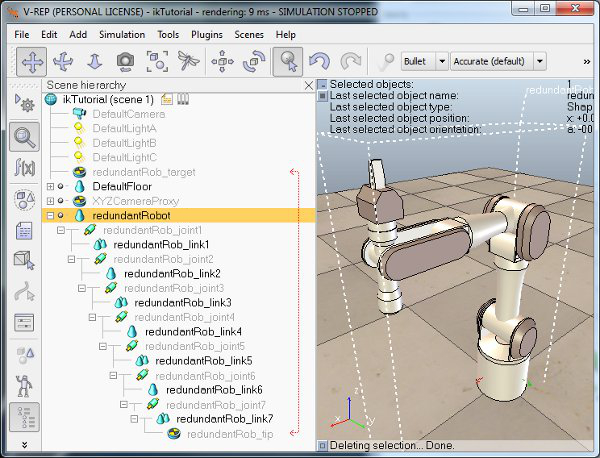 V-REP (PERSONAL LICENSE) - ikTutorial - rendering: 9 ms - SIMULATION STOPPED
File Edit Add Simulation Tools Plugins Scenes Help
Bullet Accurate (default) »
Scene hierarchy
ikTutorial (scene 1)
DefaultCamera
DefaultLightA
DefaultLightB
DefaultLightC
redundantRob_target
DefaultFloor
XYZCameraProxy
redundantRobot
redundantRob_joint1
redundantRob_link1
redundantRob_joint2
redundantRob_link2
redundantRob_joint3
redundantRob_link3
redundantRob_joint4
redundantRob_link4
redundantRob_joint5
redundantRob_link5
redundantRob_joint6
redundantRob_link6
redundantRob_joint7
redundantRob_link7
redundantRob_tip
f(x)
»
Selected objects: 1
Last selected object name: redun
Last selected object type: Shap
Last selected object position: x: +0.0
Last selected object orientation: a: -00
redundantRob
z
y
x
Deleting selection... Done.